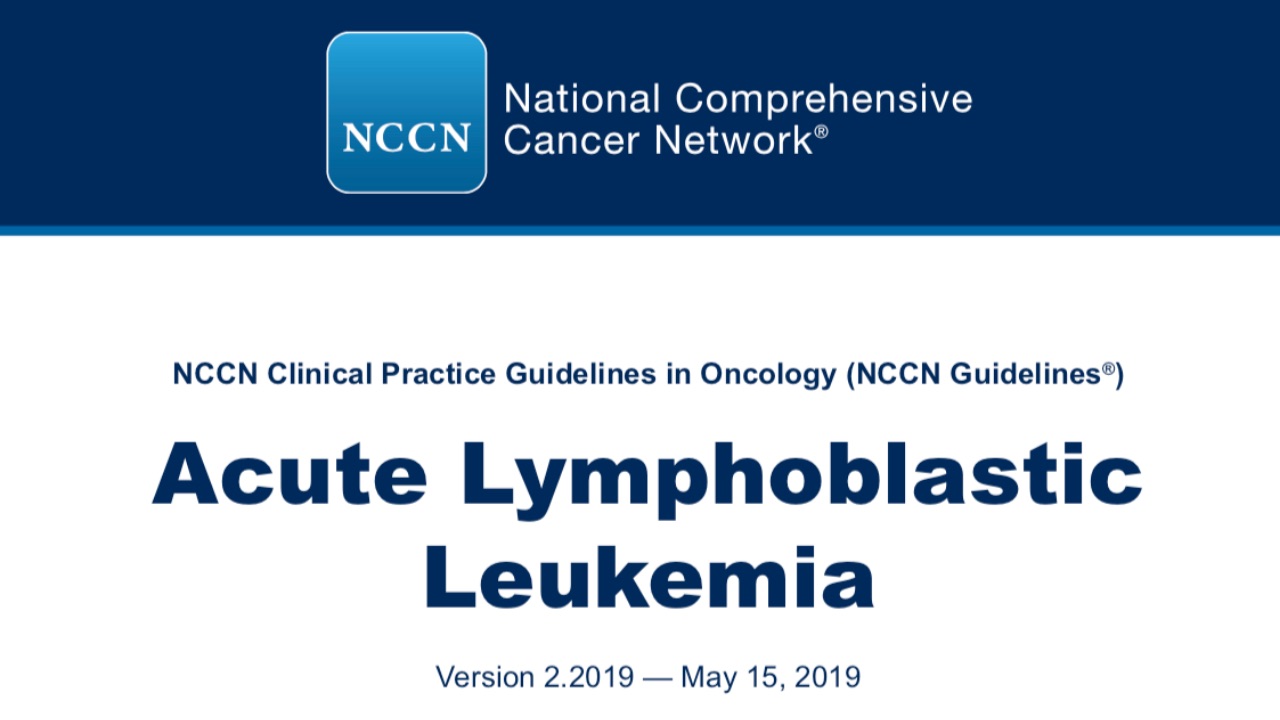 NCCN
National Comprehensive
Cancer Network®
NCCN Clinical Practice Guidelines in Oncology (NCCN Guidelines®)
Acute Lymphoblastic
Leukemia
Version 2.2019 — May 15, 2019